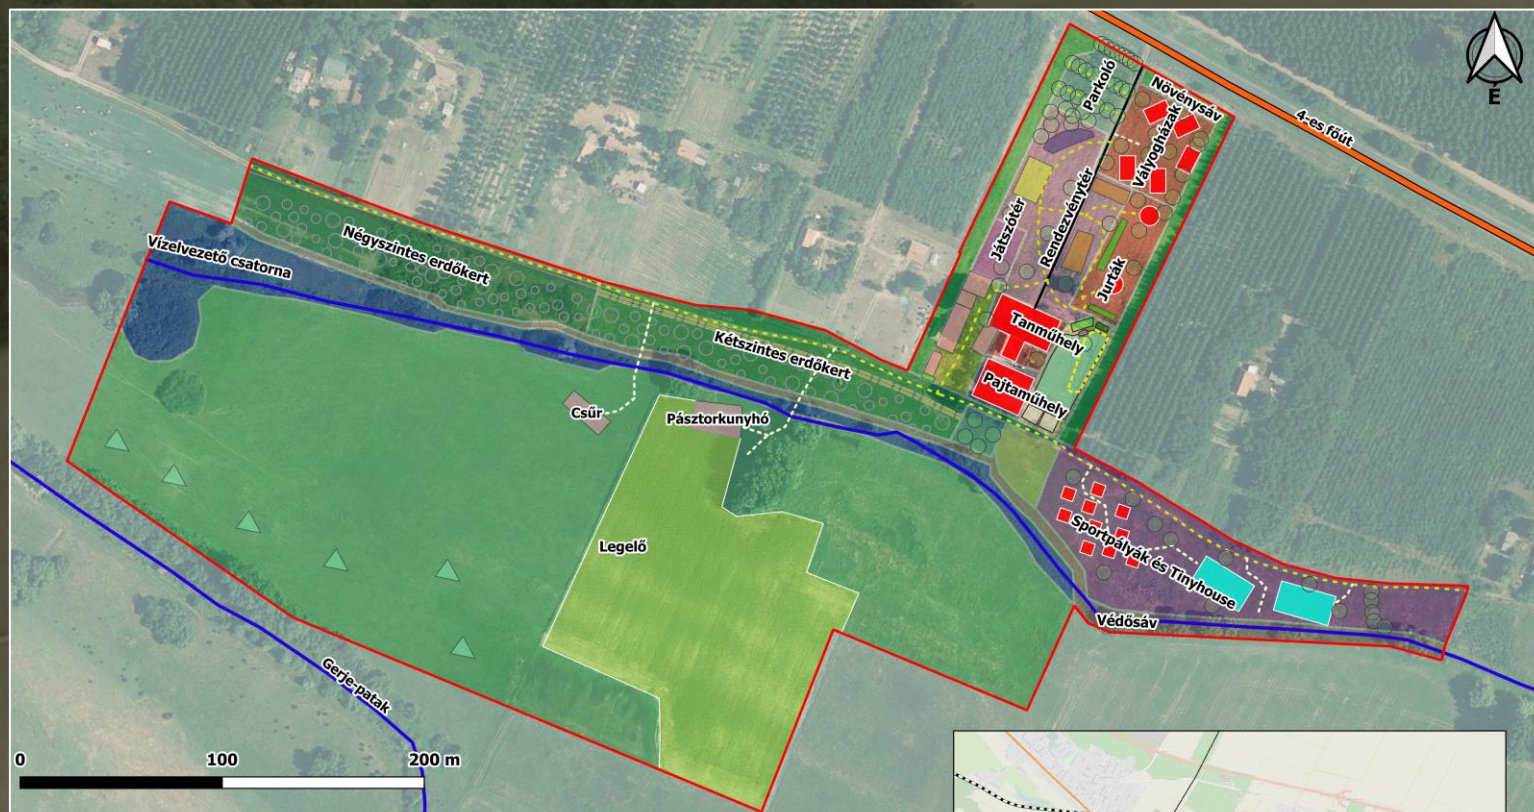 É
4-es főút
Parkoló
Növénysáv
Vályogházak
Rendezvénytér
Játszótér
Jurták
Tanműhely
Pajtaműhely
Négyszintes erdőkert
Vízelvezető csatorna
Kétszintes erdőkert
Csűr
Pásztorkunyhó
Legelő
Sportpályák és Tinyhouse
Védősáv
Gerje-patak
0 100 200 m